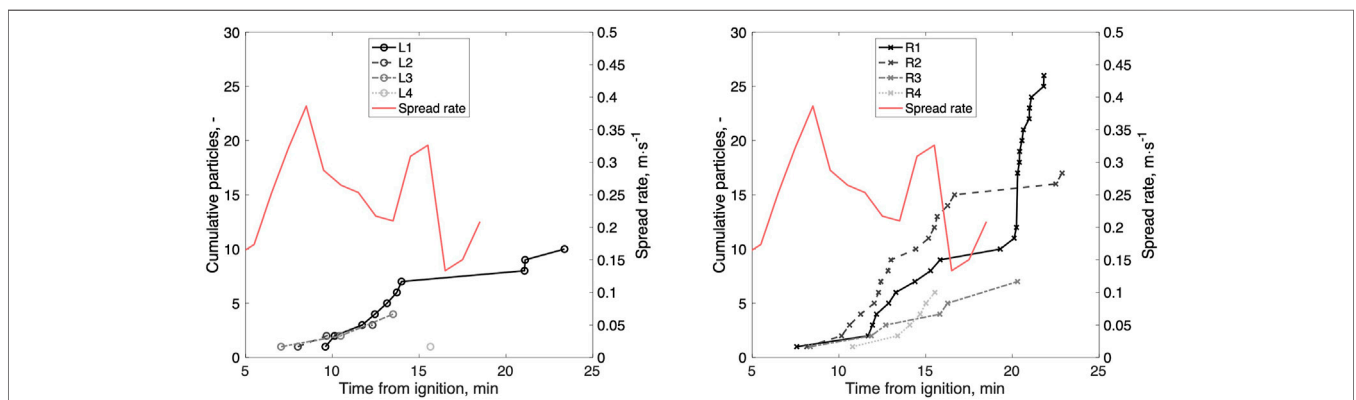 30
25
20
15
10
5
0
Cumulative particles, -
L1
L2
L3
L4
Spread rate
0.5
0.45
0.4
0.35
0.3
0.25
0.2
0.15
0.1
0.05
0
Spread rate, m·s-1
5
10
15
20
25
Time from ignition, min
30
25
20
15
10
5
0
Cumulative particles, -
R1
R2
R3
R4
Spread rate
0.5
0.45
0.4
0.35
0.3
0.25
0.2
0.15
0.1
0.05
0
Spread rate, m·s-1
5
10
15
20
25
Time from ignition, min